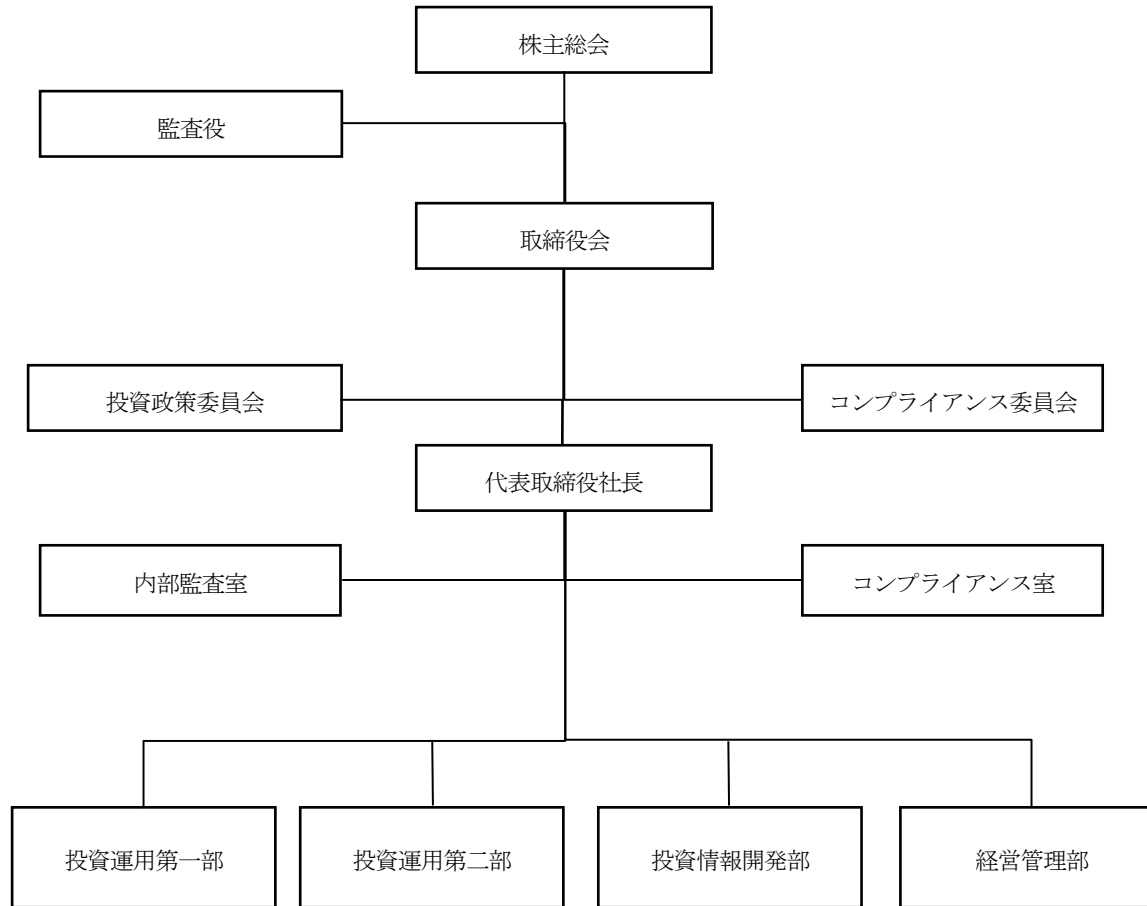 株主総会
監査役
取締役会
投資政策委員会
コンプライアンス委員会
代表取締役社長
内部監査室
コンプライアンス室
投資運用第一部
投資運用第二部
投資情報開発部
経営管理部